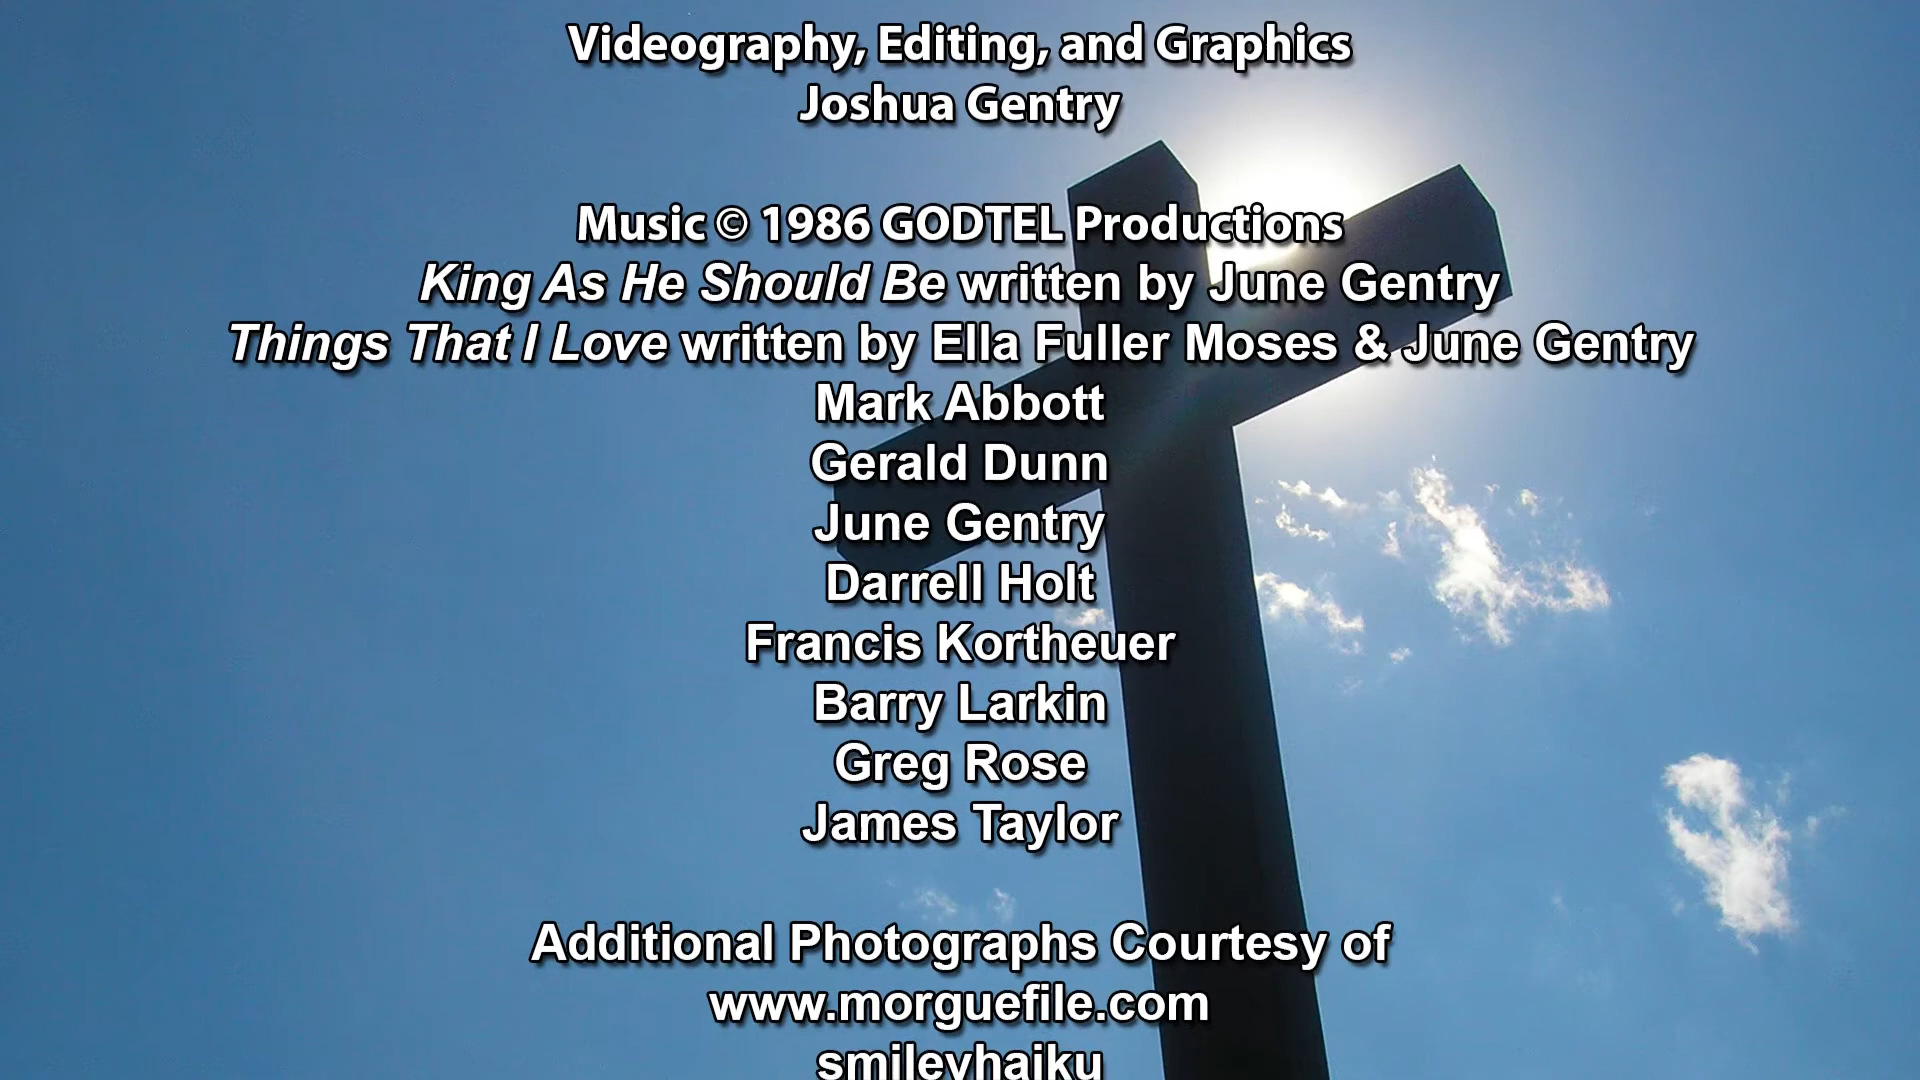 Videography, Editing, and Graphics
Joshua Gentry
Music © 1986 GODTEL Productions
King As He Should Be written by June Gentry
Things That I Love written by Ella Fuller Moses & June Gentry
Mark Abbott
Gerald Dunn
June Gentry
Darrell Holt
Francis Kortheuer
Barry Larkin
Greg Rose
James Taylor
Additional Photographs Courtesy of
www.morguefile.com
smileyhaiku